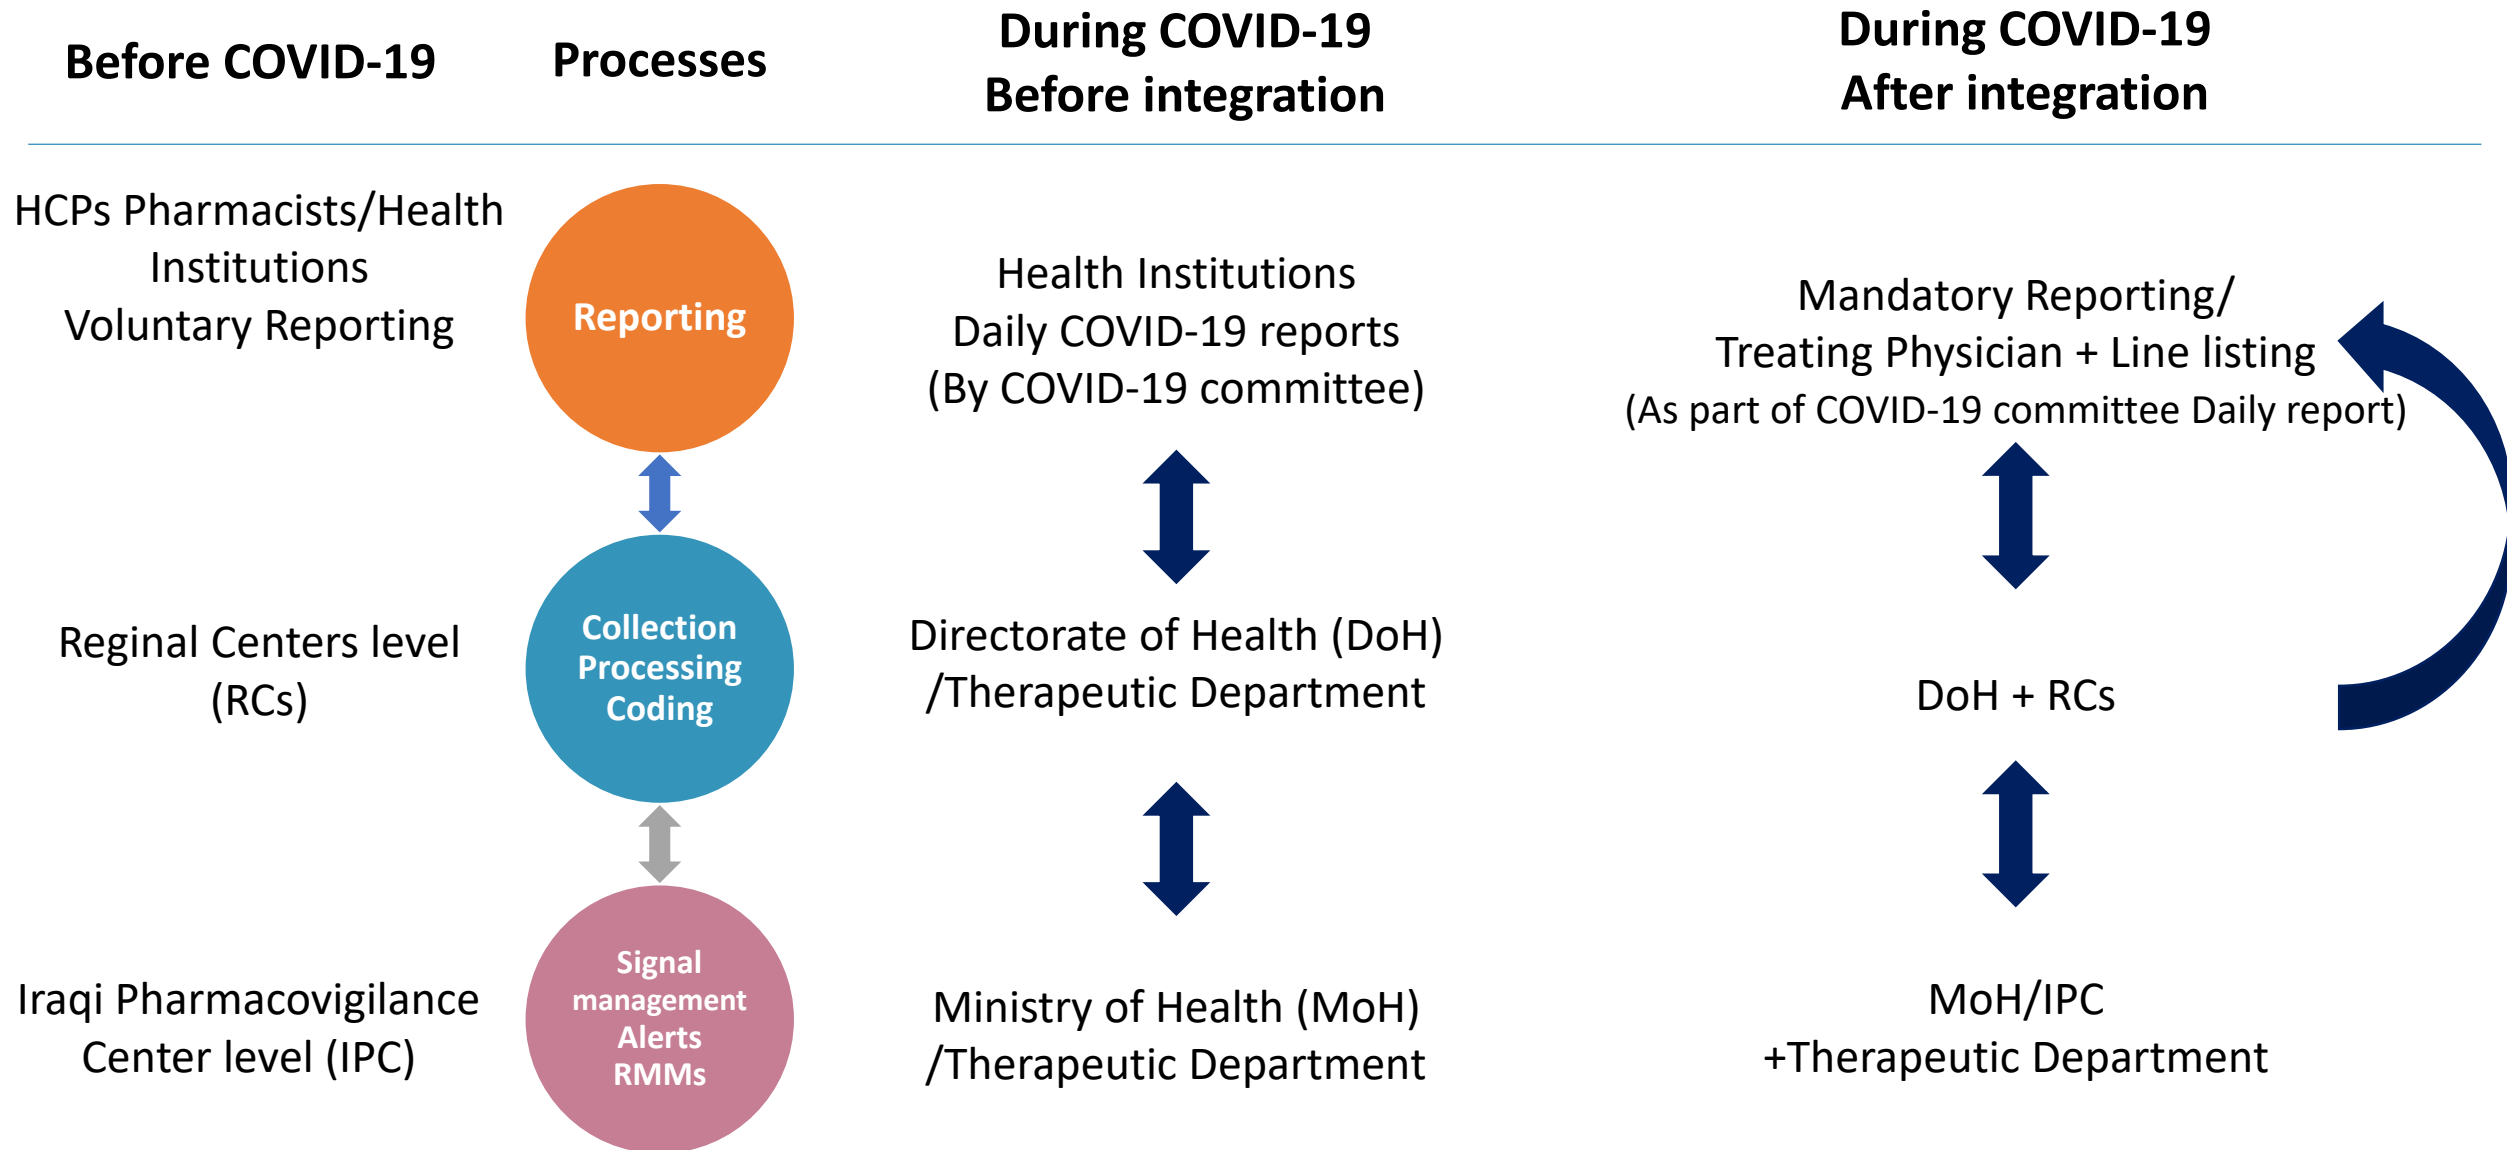 Before COVID-19
Processes
During COVID-19
Before integration
During COVID-19
After integration
HCPs Pharmacists/Health
Institutions
Voluntary Reporting
Reporting
Health Institutions
Daily COVID-19 reports
(By COVID-19 committee)
Mandatory Reporting/
Treating Physician + Line listing
(As part of COVID-19 committee Daily report)
Reginal Centers level
(RCs)
Collection
Processing
Coding
Directorate of Health (DoH)
/Therapeutic Department
DoH + RCs
Iraqi Pharmacovigilance
Center level (IPC)
Signal
management
Alerts
RMMs
Ministry of Health (MoH)
/Therapeutic Department
MoH/IPC
+Therapeutic Department